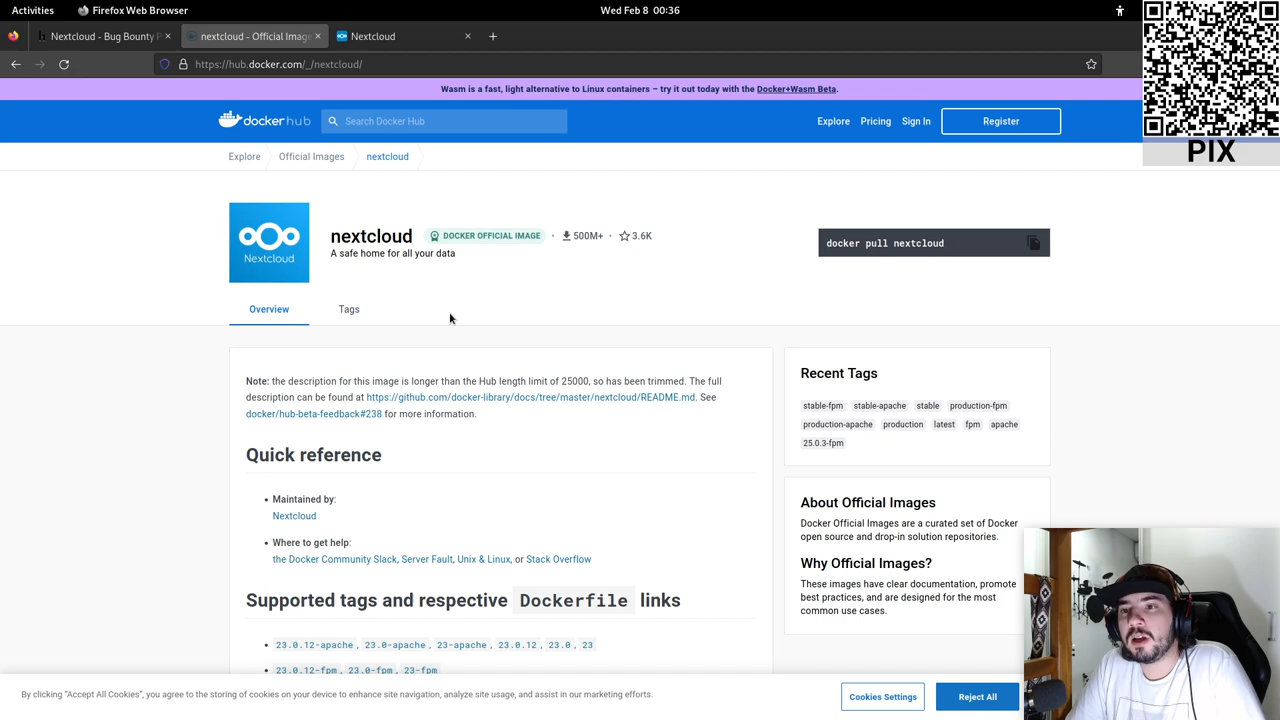 Activities
Firefox Web Browser
Wed Feb 8 00:36
Nextcloud - Bug Bounty P
nextcloud - Official Imag
Nextcloud
https://hub.docker.com/_/nextcloud/
Wasm is a fast, light alternative to Linux containers – try it out today with the Docker+Wasm Beta.
dockerhub
Search Docker Hub
Explore
Pricing
Sign In
Register
PIX
Explore
Official Images
nextcloud
Nextcloud
nextcloud
DOCKER OFFICIAL IMAGE
· 500M+ · 3.6K
A safe home for all your data
docker pull nextcloud
Overview
Tags
Note: the description for this image is longer than the Hub length limit of 25000, so has been trimmed. The full
description can be found at https://github.com/docker-library/docs/tree/master/nextcloud/README.md. See
docker/hub-beta-feedback#238 for more information.
Quick reference
• Maintained by:
Nextcloud
• Where to get help:
the Docker Community Slack, Server Fault, Unix & Linux, or Stack Overflow
Supported tags and respective Dockerfile links
• 23.0.12-apache, 23.0-apache, 23-apache, 23.0.12, 23.0, 23
• 23.0.12-fpm, 23.0-fpm, 23-fpm
Recent Tags
stable-fpm stable-apache stable production-fpm
production-apache production latest fpm apache
25.0.3-fpm
About Official Images
Docker Official Images are a curated set of Docker
open source and drop-in solution repositories.
Why Official Images?
These images have clear documentation, promote
best practices, and are designed for the most
common use cases.
By clicking “Accept All Cookies”, you agree to the storing of cookies on your device to enhance site navigation, analyze site usage, and assist in our marketing efforts.
Cookies Settings
Reject All